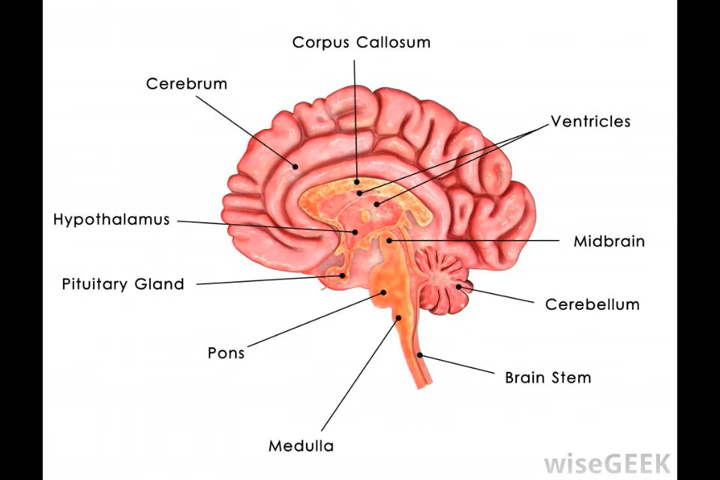 Corpus Callosum
Cerebrum
Ventricles
Hypothalamus
Midbrain
Pituitary Gland
Cerebellum
Pons
Brain Stem
Medulla
wiseGEEK